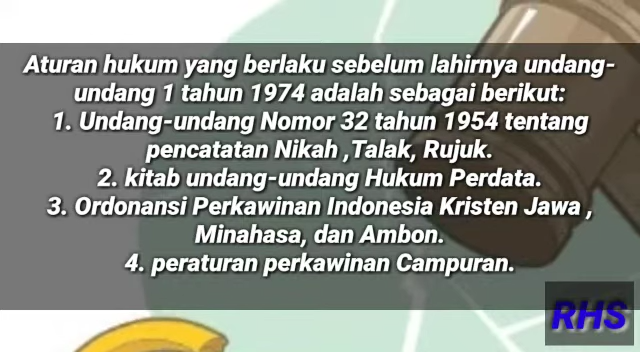 Aturan hukum yang berlaku sebelum lahirnya undang-
undang 1 tahun 1974 adalah sebagai berikut:
1. Undang-undang Nomor 32 tahun 1954 tentang
pencatatan Nikah ,Talak, Rujuk.
2. kitab undang-undang Hukum Perdata.
3. Ordonansi Perkawinan Indonesia Kristen Jawa ,
Minahasa, dan Ambon.
4. peraturan perkawinan Campuran.
RHS